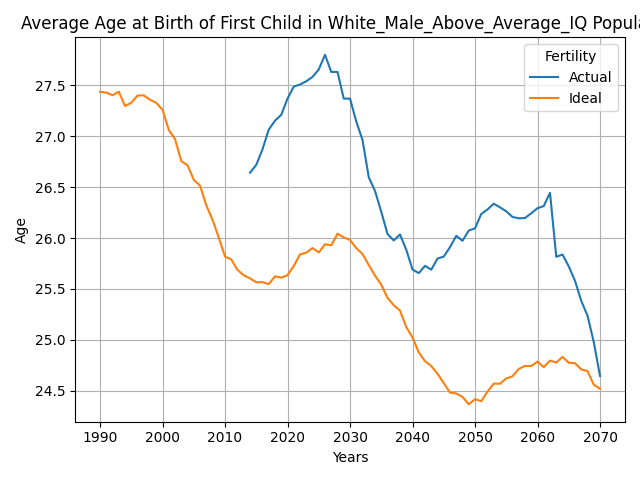 Average Age at Birth of First Child in White_Male_Above_Average_IQ Popula
Fertility
Actual
Ideal
27.5
27.0
26.5
26.0
25.5
25.0
24.5
Age
1990 2000 2010 2020 2030 2040 2050 2060 2070
Years